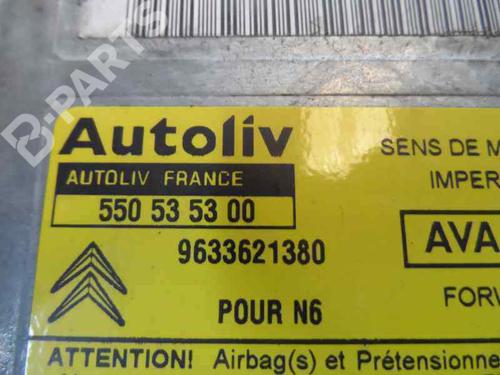 Autoliv
AUTOLIV FRANCE
550 53 53 00
9633621380
POUR N6
SENS DE
IMPER
AVA
FORW
ATTENTION! Airbag(s) et Prétensionne
B-PARTS